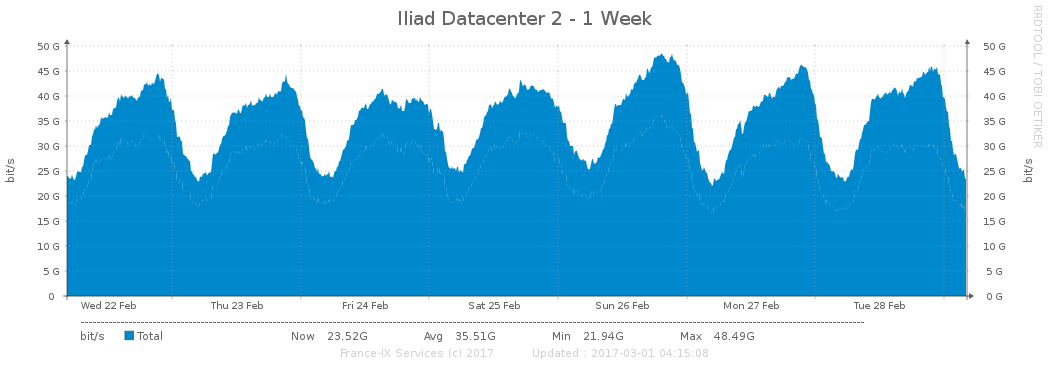 Iliad Datacenter 2 - 1 Week
RRDTOOL / TOBI OETIKER
50 G 50 G
45 G 45 G
40 G 40 G
35 G 35 G
30 G 30 G
25 G 25 G
20 G 20 G
15 G 15 G
10 G 10 G
5 G 5 G
0 0 G
bit/s bit/s
Wed 22 Feb Thu 23 Feb Fri 24 Feb Sat 25 Feb Sun 26 Feb Mon 27 Feb Tue 28 Feb
bit/s Total Now 23.52G Avg 35.51G Min 21.94G Max 48.49G
France-IX Services (c) 2017 Updated : 2017-03-01 04:15:08